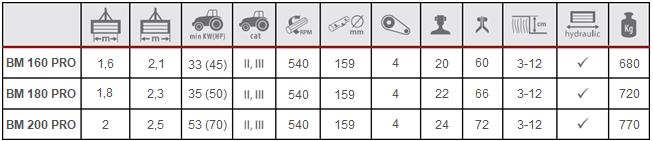 m m min KW(HP) cat RPM mm cm hydraulic Kg
BM 160 PRO 1,6 2,1 33 (45) II, III 540 159 4 20 60 3-12 ✓ 680
BM 180 PRO 1,8 2,3 35 (50) II, III 540 159 4 22 66 3-12 ✓ 720
BM 200 PRO 2 2,5 53 (70) II, III 540 159 4 24 72 3-12 ✓ 770